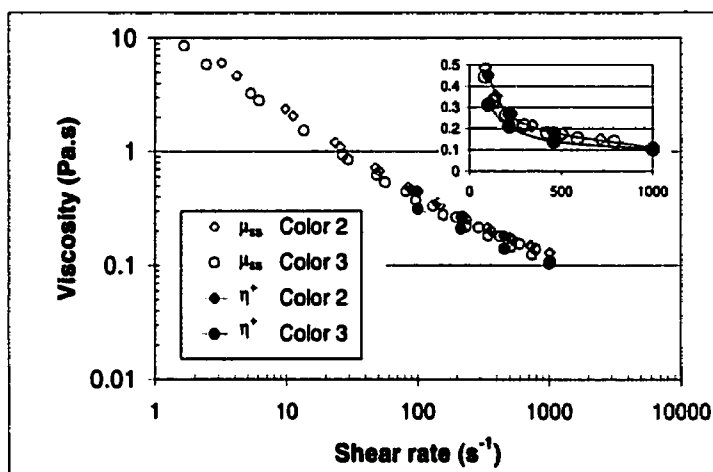 10
1
0.1
0.01
Viscosity (Pa.s)
1
10
100
1000
10000
Shear rate (s⁻¹)
μss Color 2
μss Color 3
η⁺ Color 2
η⁺ Color 3
0.5
0.4
0.3
0.2
0.1
0
500
1000